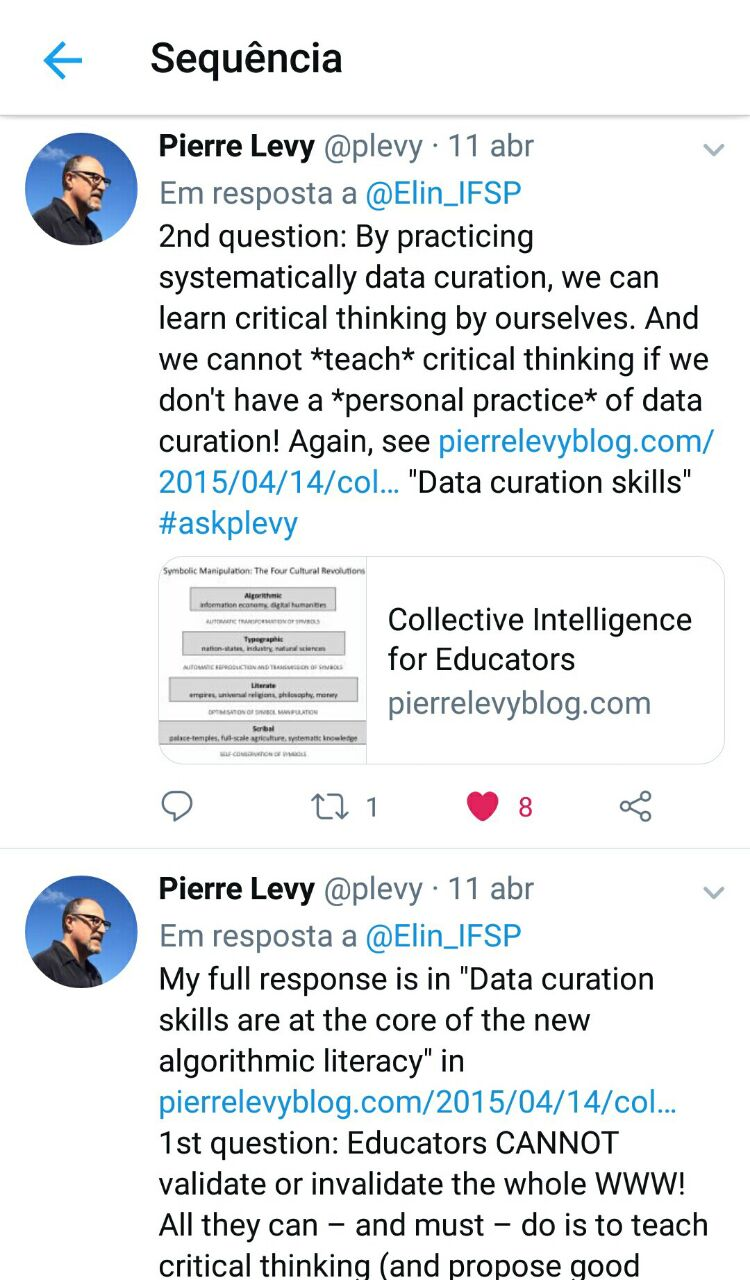 Sequência
Pierre Levy @plevy · 11 abr
Em resposta a @Elin_IFSP
2nd question: By practicing
systematically data curation, we can
learn critical thinking by ourselves. And
we cannot *teach* critical thinking if we
don't have a *personal practice* of data
curation! Again, see pierrelevyblog.com/
2015/04/14/col... "Data curation skills"
#askplevy
Symbolic Manipulation: The Four Cultural Revolutions
Algorithmic
information economy, digital humanities
AUTOMATIC TRANSFORMATION OF SYMBOLS
Typographic
nation-states, industry, natural sciences
AUTOMATIC REPRODUCTION AND TRANSMISSION OF SYMBOLS
Literate
empires, universal religions, philosophy, money
OPTIMISATION OF SYMBOL MANIPULATION
Scribal
palace-temples, full-scale agriculture, systematic knowledge
SELF-CONSERVATION OF SYMBOLS
Collective Intelligence
for Educators
pierrelevyblog.com
1 8
Pierre Levy @plevy · 11 abr
Em resposta a @Elin_IFSP
My full response is in "Data curation
skills are at the core of the new
algorithmic literacy" in
pierrelevyblog.com/2015/04/14/col...
1st question: Educators CANNOT
validate or invalidate the whole WWW!
All they can – and must – do is to teach
critical thinking (and propose good